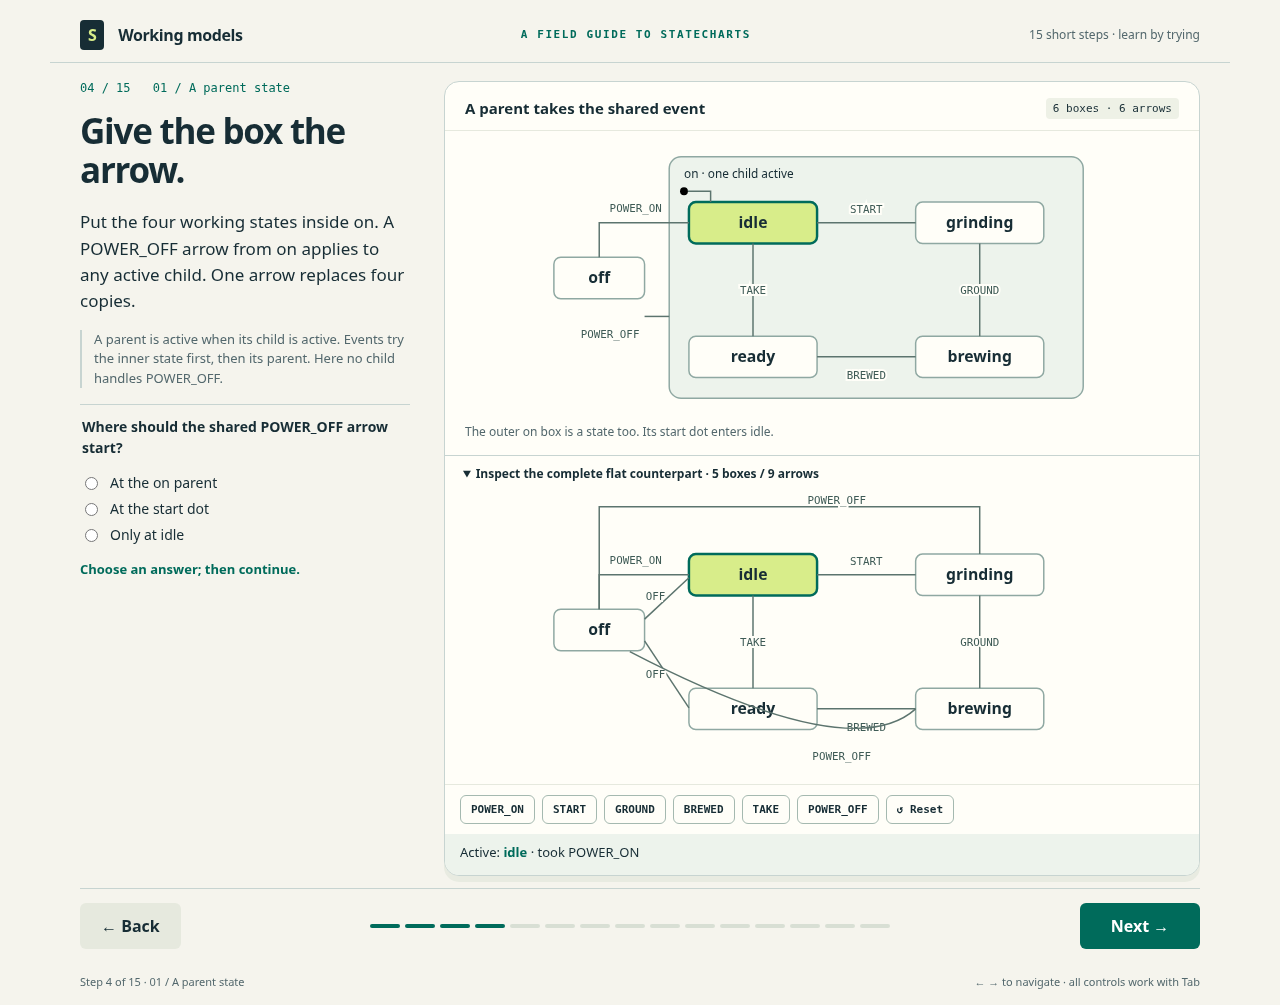 S Working models
A FIELD GUIDE TO STATECHARTS
15 short steps · learn by trying
04 / 15 01 / A parent state
Give the box the
arrow.
Put the four working states inside on. A
POWER_OFF arrow from on applies to
any active child. One arrow replaces four
copies.
A parent is active when its child is active. Events try
the inner state first, then its parent. Here no child
handles POWER_OFF.
Where should the shared POWER_OFF arrow
start?
At the on parent
At the start dot
Only at idle
Choose an answer; then continue.
A parent takes the shared event
6 boxes · 6 arrows
on · one child active
POWER_ON
idle
START
grinding
off
TAKE
GROUND
POWER_OFF
ready
brewing
BREWED
The outer on box is a state too. Its start dot enters idle.
▼ Inspect the complete flat counterpart · 5 boxes / 9 arrows
POWER_OFF
POWER_ON
idle
START
grinding
OFF
off
TAKE
GROUND
OFF
ready
brewing
BREWED
POWER_OFF
POWER_ON START GROUND BREWED TAKE POWER_OFF ↺ Reset
Active: idle · took POWER_ON
← Back
Next →
Step 4 of 15 · 01 / A parent state
← → to navigate · all controls work with Tab